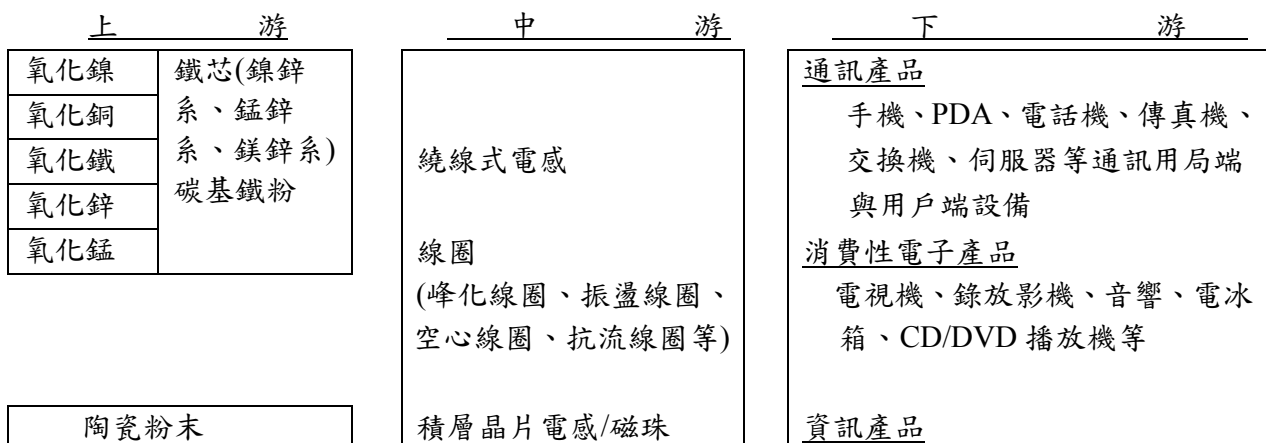 上游
中游
下游
氧化鎳
氧化銅
氧化鐵
氧化鋅
氧化錳
鐵芯(鎳鋅
系、錳鋅
系、鎂鋅系)
碳基鐵粉
陶瓷粉末
繞線式電感
線圈
(峰化線圈、振盪線圈、
空心線圈、抗流線圈等)
積層晶片電感/磁珠
通訊產品
手機、PDA、電話機、傳真機、
交換機、伺服器等通訊用局端
與用戶端設備
消費性電子產品
電視機、錄放影機、音響、電冰
箱、CD/DVD 播放機等
資訊產品